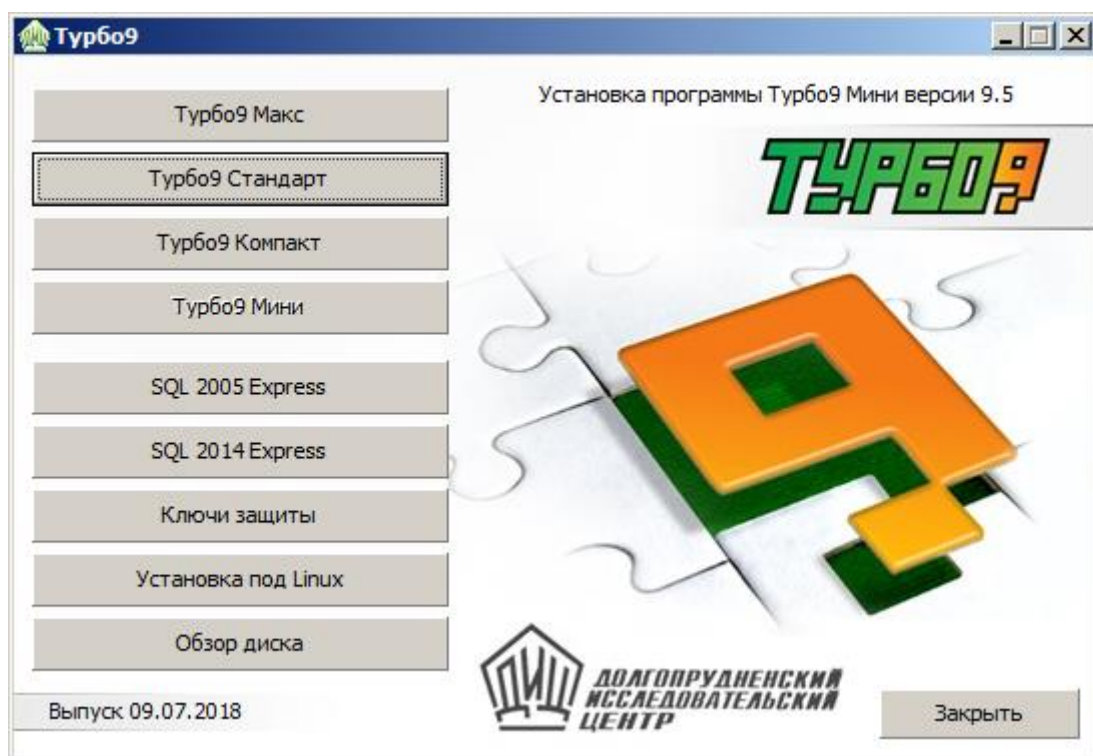 Турбо9
Турбо9 Макс
Турбо9 Стандарт
Турбо9 Компакт
Турбо9 Мини
SQL 2005 Express
SQL 2014 Express
Ключи защиты
Установка под Linux
Обзор диска
Выпуск 09.07.2018
Установка программы Турбо9 Мини версии 9.5
ТУРБО9
ДИЦ
ДОЛГОПРУДНЕНСКИЙ
ИССЛЕДОВАТЕЛЬСКИЙ
ЦЕНТР
Закрыть